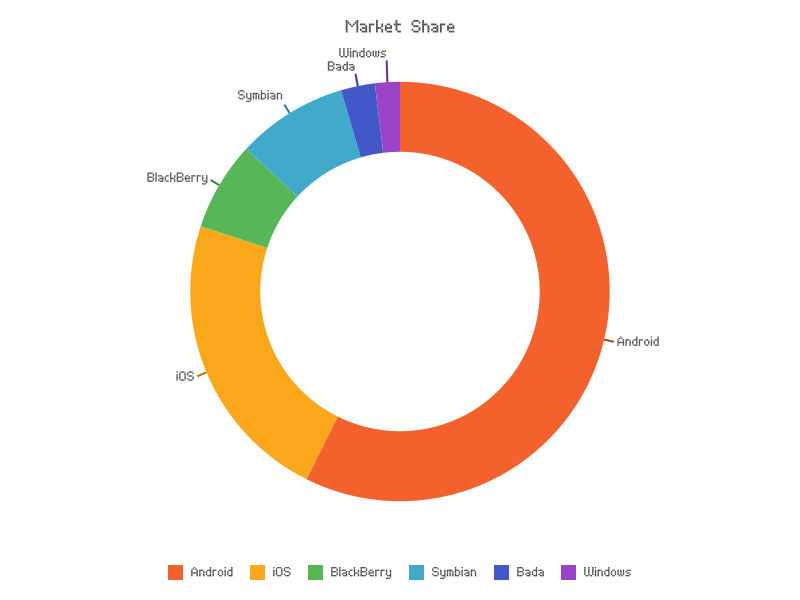 Market Share
Windows
Bada
Symbian
BlackBerry
Android
iOS
Android iOS BlackBerry Symbian Bada Windows